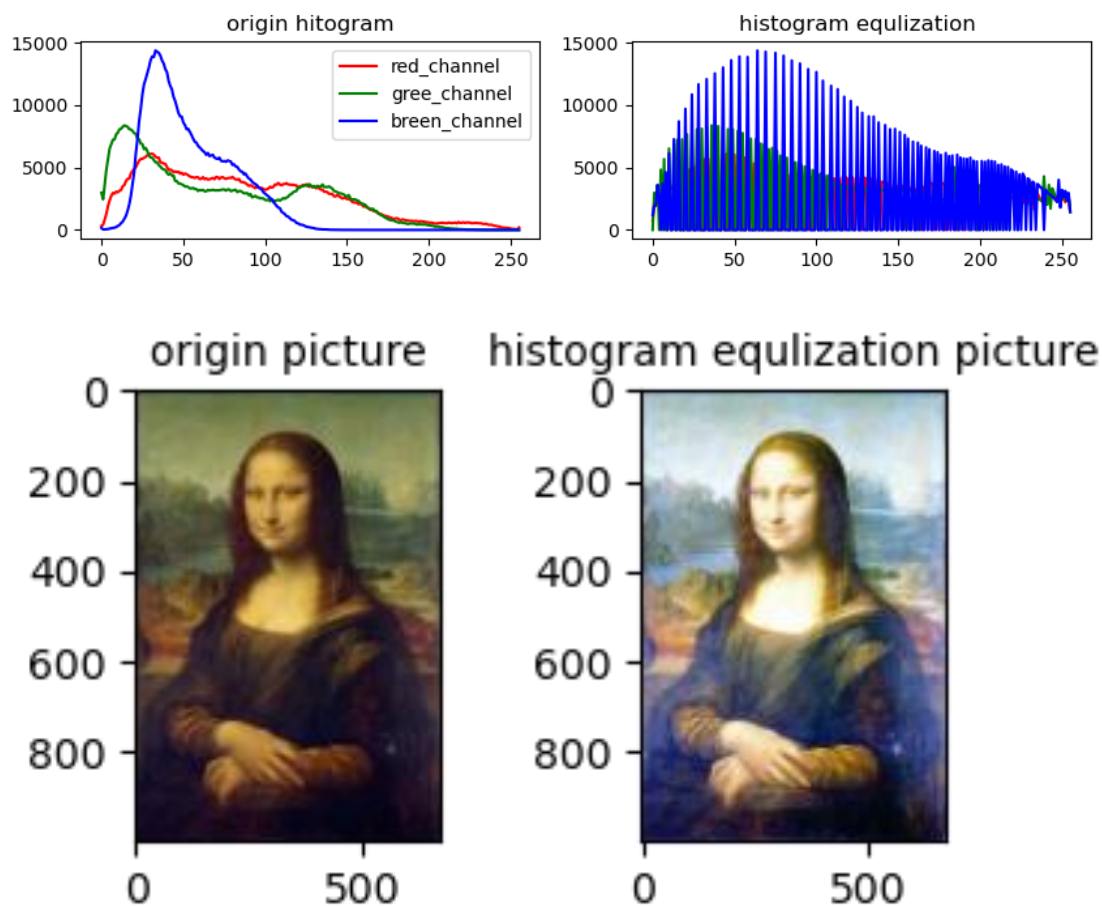 origin hitogram
15000
10000
5000
0
red_channel
gree_channel
breen_channel
0 50 100 150 200 250
histogram equlization
15000
10000
5000
0
0 50 100 150 200 250
origin picture
0
200
400
600
800
0 500
histogram equlization picture
0
200
400
600
800
0 500